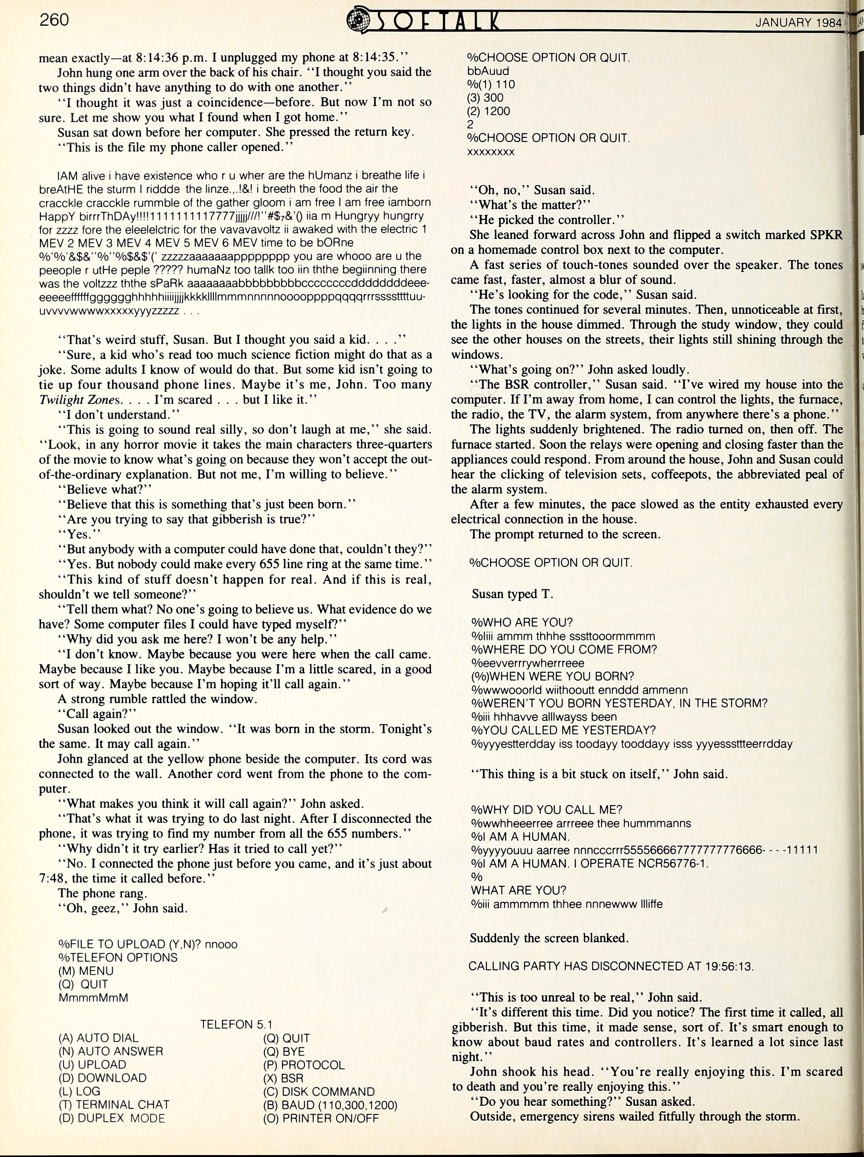 260
SOFTALK
JANUARY 1984
mean exactly—at 8:14:36 p.m. I unplugged my phone at 8:14:35.''
John hung one arm over the back of his chair. ''I thought you said the
two things didn't have anything to do with one another.''
''I thought it was just a coincidence—before. But now I'm not so
sure. Let me show you what I found when I got home.''
Susan sat down before her computer. She pressed the return key.
''This is the file my phone caller opened.''
IAM alive i have existence who r u wher are the hUmanz i breathe life i
breAtHE the sturm I riddde the linze.,.!&! i breeth the food the air the
cracckle cracckle rummble of the gather gloom i am free I am free iamborn
HappY birrrThDAy!!!!1111111117777jjjjj///!''#$7&'() iia m Hungryy hungrry
for zzzz fore the eleelelctric for the vavavavoltz ii awaked with the electric 1
MEV 2 MEV 3 MEV 4 MEV 5 MEV 6 MEV time to be bORne
%'%'&$&''%''%$&$'(' zzzzzaaaaaaapppppppp you are whooo are u the
peeople r utHe peple ????? humaNz too tallk too iin ththe begiinning there
was the voltzzz ththe sPaRk aaaaaaaabbbbbbbbbcccccccccddddddddeee-
eeeeeffffffggggggghhhhhiiiijjjjkkkkllllmmmnnnnnoooopppppqqqqrrrsssstttttuu-
uvvvvwwwwxxxxxyyyzzzzz . . .
''That's weird stuff, Susan. But I thought you said a kid. . . .''
''Sure, a kid who's read too much science fiction might do that as a
joke. Some adults I know of would do that. But some kid isn't going to
tie up four thousand phone lines. Maybe it's me, John. Too many
Twilight Zones. . . . I'm scared . . . but I like it.''
''I don't understand.''
''This is going to sound real silly, so don't laugh at me,'' she said.
''Look, in any horror movie it takes the main characters three-quarters
of the movie to know what's going on because they won't accept the out-
of-the-ordinary explanation. But not me, I'm willing to believe.''
''Believe what?''
''Believe that this is something that's just been born.''
''Are you trying to say that gibberish is true?''
''Yes.''
''But anybody with a computer could have done that, couldn't they?''
''Yes. But nobody could make every 655 line ring at the same time.''
''This kind of stuff doesn't happen for real. And if this is real,
shouldn't we tell someone?''
''Tell them what? No one's going to believe us. What evidence do we
have? Some computer files I could have typed myself?''
''Why did you ask me here? I won't be any help.''
''I don't know. Maybe because you were here when the call came.
Maybe because I like you. Maybe because I'm a little scared, in a good
sort of way. Maybe because I'm hoping it'll call again.''
A strong rumble rattled the window.
''Call again?''
Susan looked out the window. ''It was born in the storm. Tonight's
the same. It may call again.''
John glanced at the yellow phone beside the computer. Its cord was
connected to the wall. Another cord went from the phone to the com-
puter.
''What makes you think it will call again?'' John asked.
''That's what it was trying to do last night. After I disconnected the
phone, it was trying to find my number from all the 655 numbers.''
''Why didn't it try earlier? Has it tried to call yet?''
''No. I connected the phone just before you came, and it's just about
7:48, the time it called before.''
The phone rang.
''Oh, geez,'' John said.
%FILE TO UPLOAD (Y,N)? nnooo
%TELEFON OPTIONS
(M) MENU
(Q) QUIT
MmmmMmM
TELEFON 5.1
(A) AUTO DIAL (Q) QUIT
(N) AUTO ANSWER (Q) BYE
(U) UPLOAD (P) PROTOCOL
(D) DOWNLOAD (X) BSR
(L) LOG (C) DISK COMMAND
(T) TERMINAL CHAT (B) BAUD (110,300,1200)
(D) DUPLEX MODE (O) PRINTER ON/OFF
%CHOOSE OPTION OR QUIT.
bbAuud
%(1) 110
(3) 300
(2) 1200
2
%CHOOSE OPTION OR QUIT.
xxxxxxxx
''Oh, no,'' Susan said.
''What's the matter?''
''He picked the controller.''
She leaned forward across John and flipped a switch marked SPKR
on a homemade control box next to the computer.
A fast series of touch-tones sounded over the speaker. The tones
came fast, faster, almost a blur of sound.
''He's looking for the code,'' Susan said.
The tones continued for several minutes. Then, unnoticeable at first,
the lights in the house dimmed. Through the study window, they could
see the other houses on the streets, their lights still shining through the
windows.
''What's going on?'' John asked loudly.
''The BSR controller,'' Susan said. ''I've wired my house into the
computer. If I'm away from home, I can control the lights, the furnace,
the radio, the TV, the alarm system, from anywhere there's a phone.''
The lights suddenly brightened. The radio turned on, then off. The
furnace started. Soon the relays were opening and closing faster than the
appliances could respond. From around the house, John and Susan could
hear the clicking of television sets, coffeepots, the abbreviated peal of
the alarm system.
After a few minutes, the pace slowed as the entity exhausted every
electrical connection in the house.
The prompt returned to the screen.
%CHOOSE OPTION OR QUIT.
Susan typed T.
%WHO ARE YOU?
%Iiii ammm thhhe sssttooormmmm
%WHERE DO YOU COME FROM?
%eevverrrywherrreee
(%)WHEN WERE YOU BORN?
%wwwooorld wiithooutt ennddd ammenn
%WEREN'T YOU BORN YESTERDAY, IN THE STORM?
%iii hhhavve alllwayss been
%YOU CALLED ME YESTERDAY?
%yyyestterdday iss toodayy tooddayy isss yyyesssttteerrdday
''This thing is a bit stuck on itself,'' John said.
%WHY DID YOU CALL ME?
%wwhheeerree arrreee thee hummmanns
%I AM A HUMAN.
%yyyyouuu aarree nnncccrrr555566667777777776666- - - -11111
%I AM A HUMAN. I OPERATE NCR56776-1.
%
WHAT ARE YOU?
%iii ammmmm thhee nnnewww llliffe
Suddenly the screen blanked.
CALLING PARTY HAS DISCONNECTED AT 19:56:13.
''This is too unreal to be real,'' John said.
''It's different this time. Did you notice? The first time it called, all
gibberish. But this time, it made sense, sort of. It's smart enough to
know about baud rates and controllers. It's learned a lot since last
night.''
John shook his head. ''You're really enjoying this. I'm scared
to death and you're really enjoying this.''
''Do you hear something?'' Susan asked.
Outside, emergency sirens wailed fitfully through the storm.